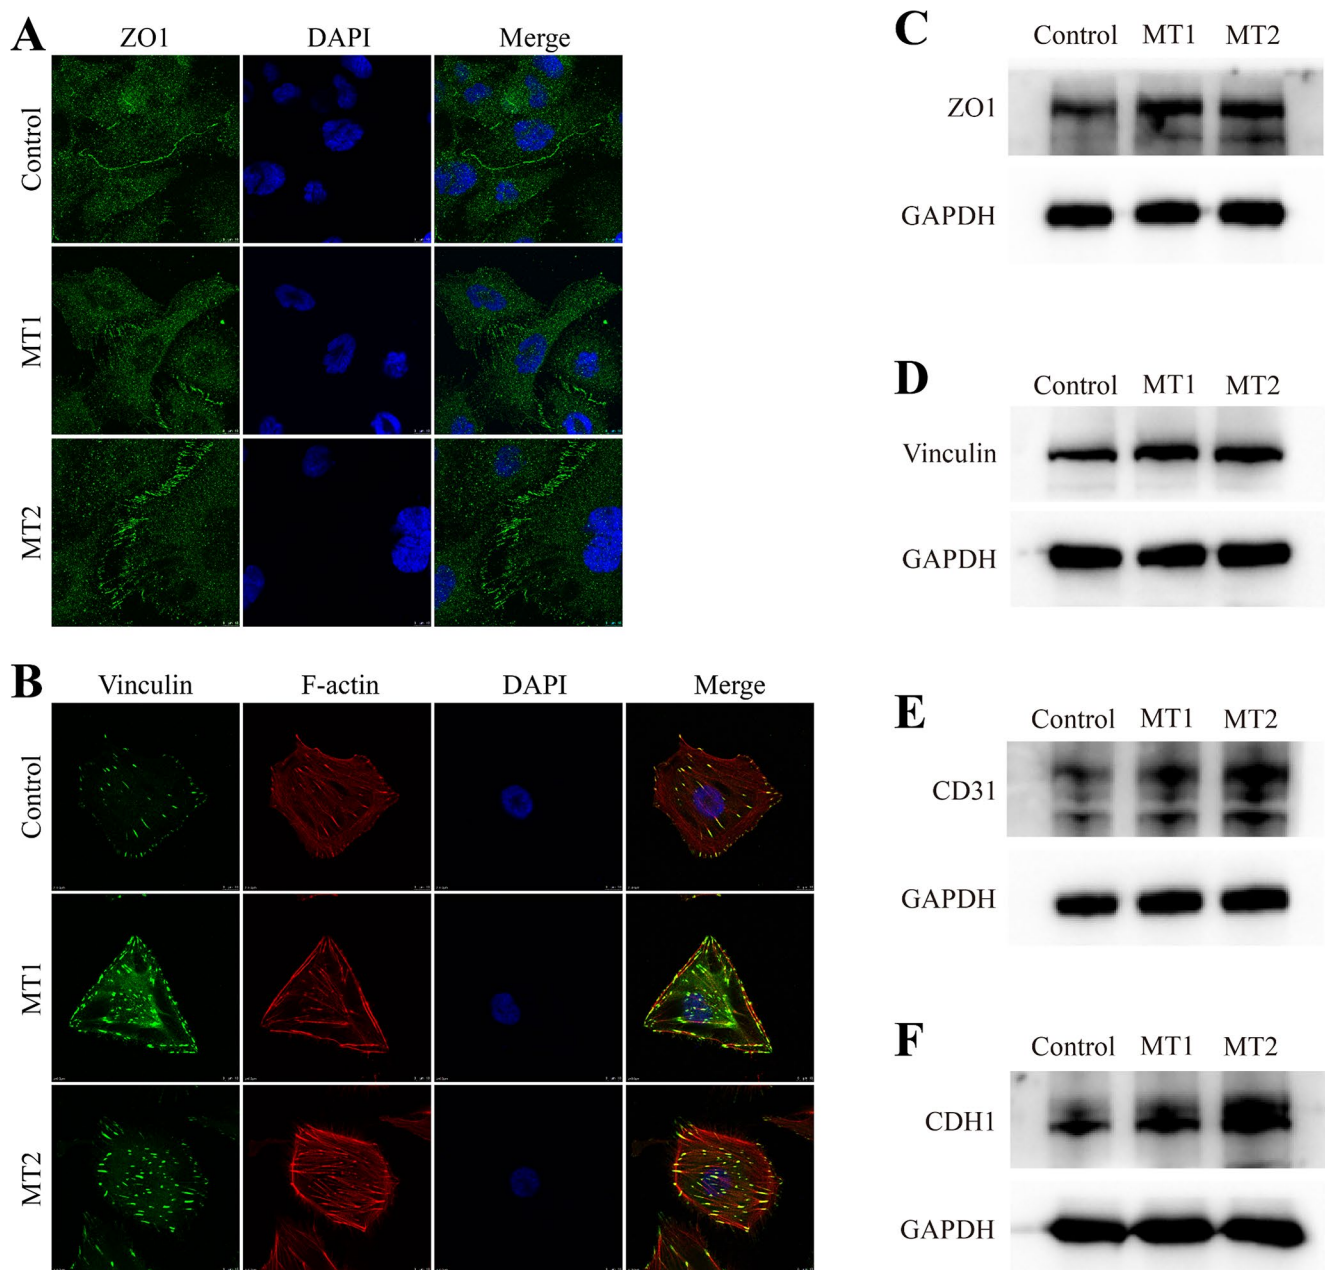 A
ZO1 DAPI Merge
Control
MT1
MT2
B
Vinculin F-actin DAPI Merge
Control
MT1
MT2
C
Control MT1 MT2
ZO1
GAPDH
D
Control MT1 MT2
Vinculin
GAPDH
E
Control MT1 MT2
CD31
GAPDH
F
Control MT1 MT2
CDH1
GAPDH